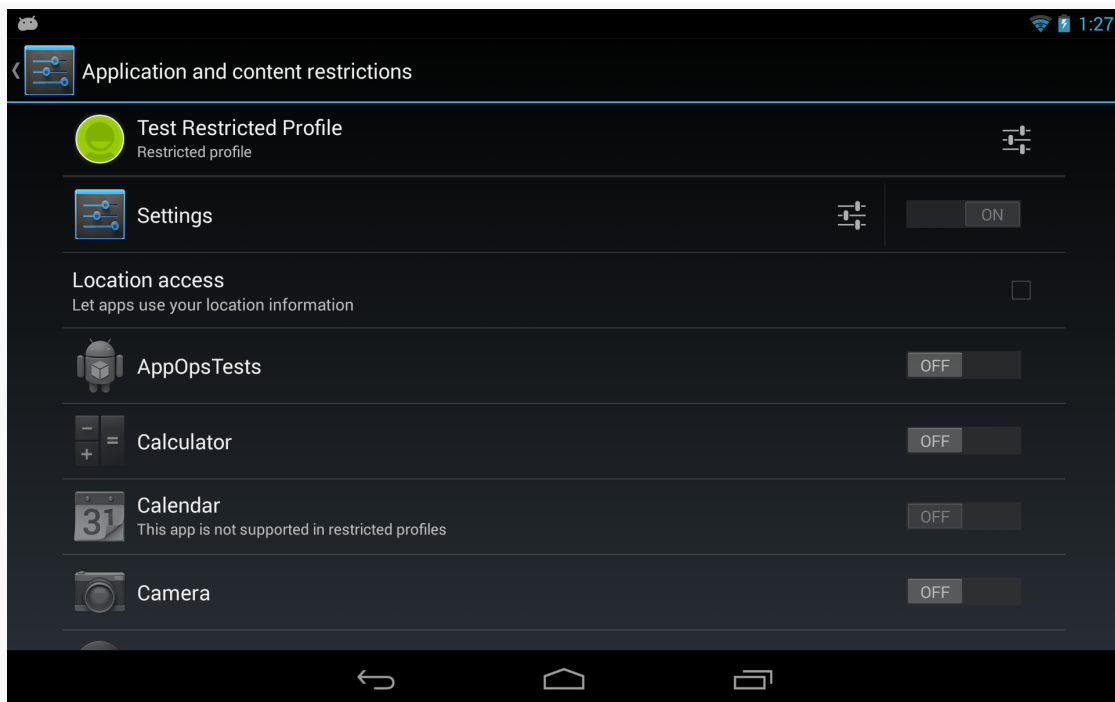 1:27
Application and content restrictions
Test Restricted Profile
Restricted profile
Settings
ON
Location access
Let apps use your location information
AppOpsTests
OFF
Calculator
OFF
31
Calendar
This app is not supported in restricted profiles
OFF
Camera
OFF